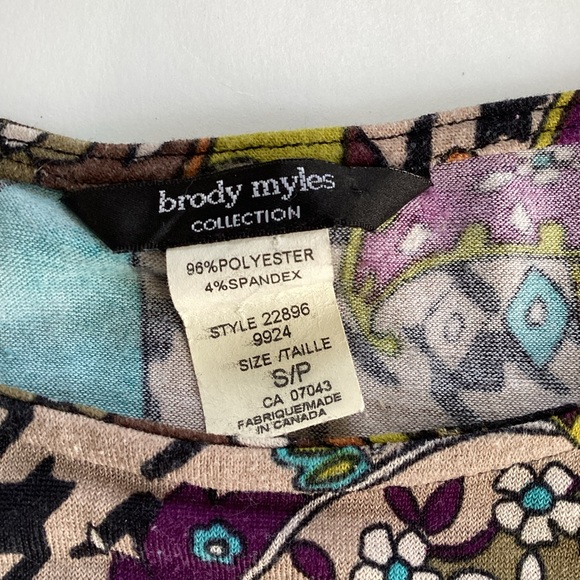 brody myles
COLLECTION
96%POLYESTER
4%SPANDEX
STYLE 22896
9924
SIZE /TAILLE
S/P
CA 07043
FABRIQUE/MADE
IN CANADA